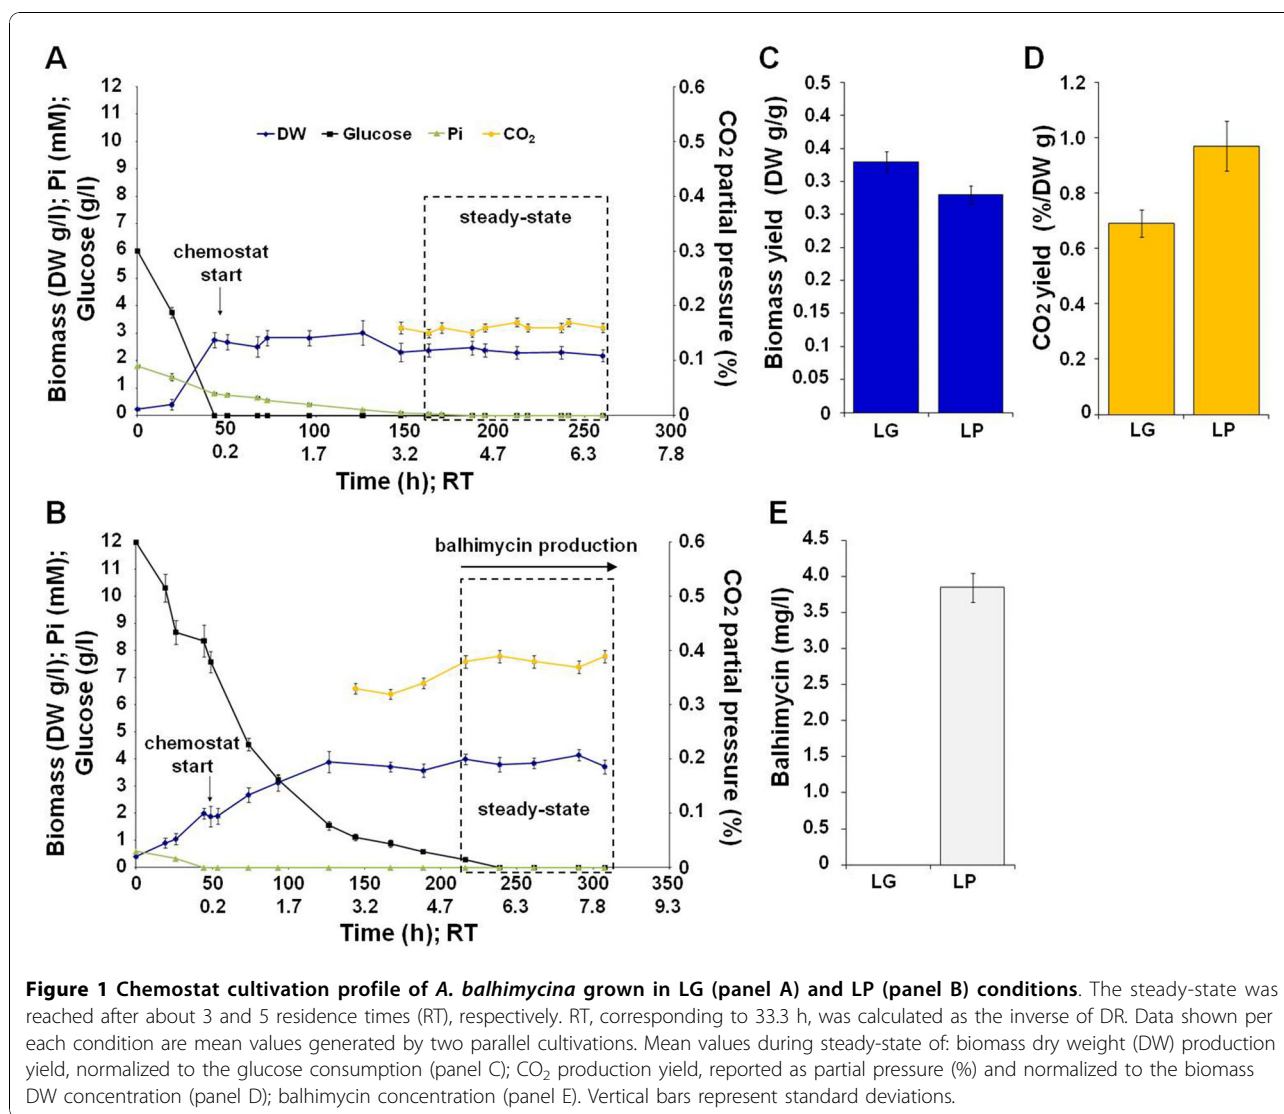 A
12
11
10
9
8
7
6
5
4
3
2
1
0
Biomass (DW g/l); Pi (mM);
Glucose (g/l)
DW Glucose Pi CO2
chemostat
start
steady-state
0.6
0.5
0.4
0.3
0.2
0.1
0
CO2 partial
pressure (%)
0 50 100 150 200 250 300
0.2 1.7 3.2 4.7 6.3 7.8
Time (h); RT
C
0.5
0.4
0.4
0.3
0.3
0.2
0.2
0.15
0.1
0.05
0
Biomass yield (DW g/g)
LG LP
D
1.2
1.0
0.8
0.6
0.4
0.2
0
CO2 yield (%/DW g)
LG LP
B
12
11
10
9
8
7
6
5
4
3
2
1
0
Biomass (DW g/l); Pi (mM);
Glucose (g/l)
balhimycin production
chemostat
start
steady-state
0.6
0.5
0.4
0.3
0.2
0.1
0
CO2 partial
pressure (%)
0 50 100 150 200 250 300 350
0.2 1.7 3.2 4.7 6.3 7.8 9.3
Time (h); RT
E
4.5
4.0
3.5
3.0
2.5
2.0
1.5
1.0
0.5
0
Balhimycin (mg/l)
LG LP
Figure 1 Chemostat cultivation profile of A. balhimycina grown in LG (panel A) and LP (panel B) conditions. The steady-state was
reached after about 3 and 5 residence times (RT), respectively. RT, corresponding to 33.3 h, was calculated as the inverse of DR. Data shown per
each condition are mean values generated by two parallel cultivations. Mean values during steady-state of: biomass dry weight (DW) production
yield, normalized to the glucose consumption (panel C); CO2 production yield, reported as partial pressure (%) and normalized to the biomass
DW concentration (panel D); balhimycin concentration (panel E). Vertical bars represent standard deviations.